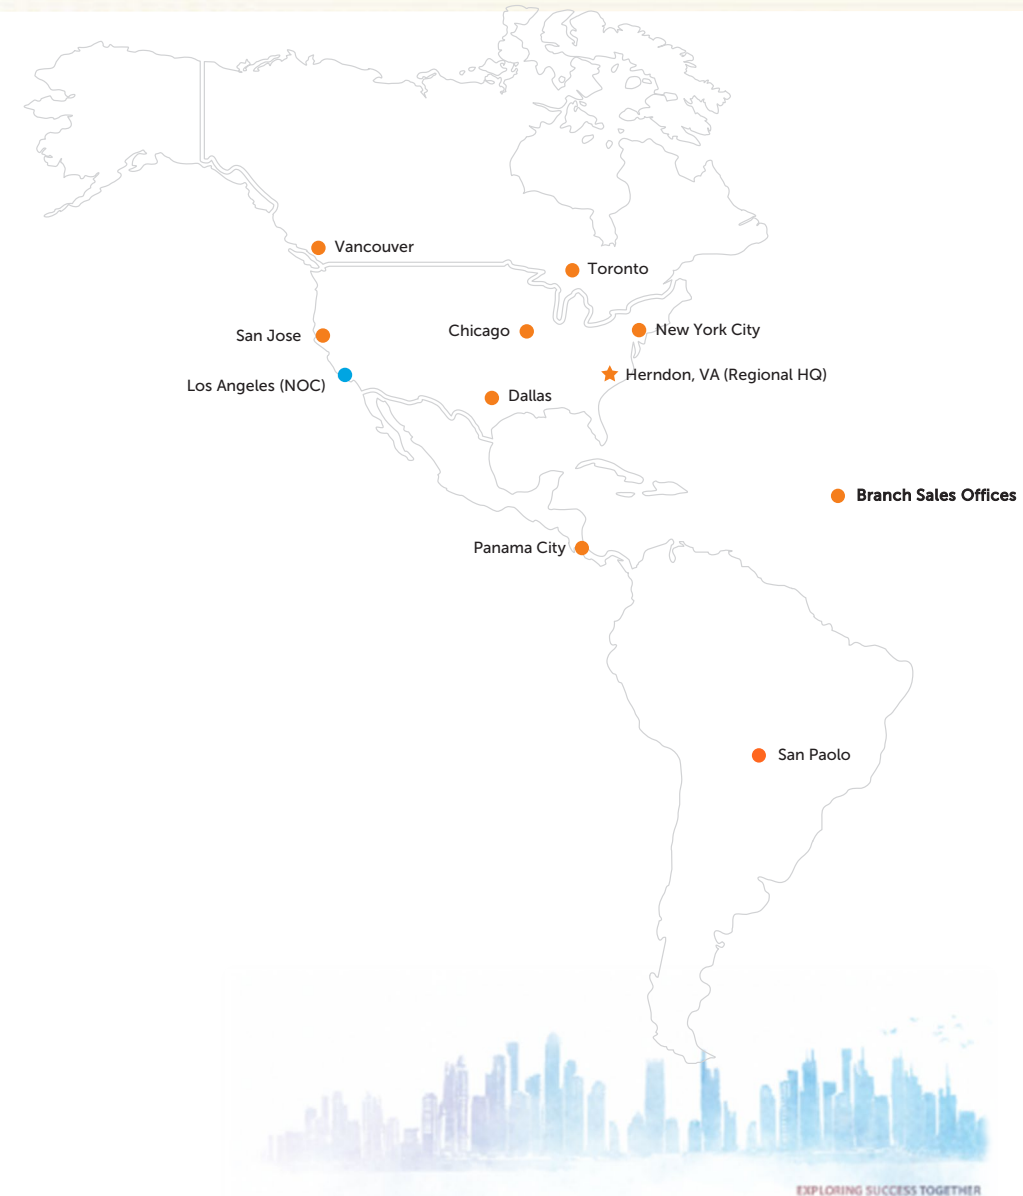 Vancouver
Toronto
San Jose
Chicago
New York City
Los Angeles (NOC)
Herndon, VA (Regional HQ)
Dallas
Branch Sales Offices
Panama City
San Paolo
EXPLORING SUCCESS TOGETHER